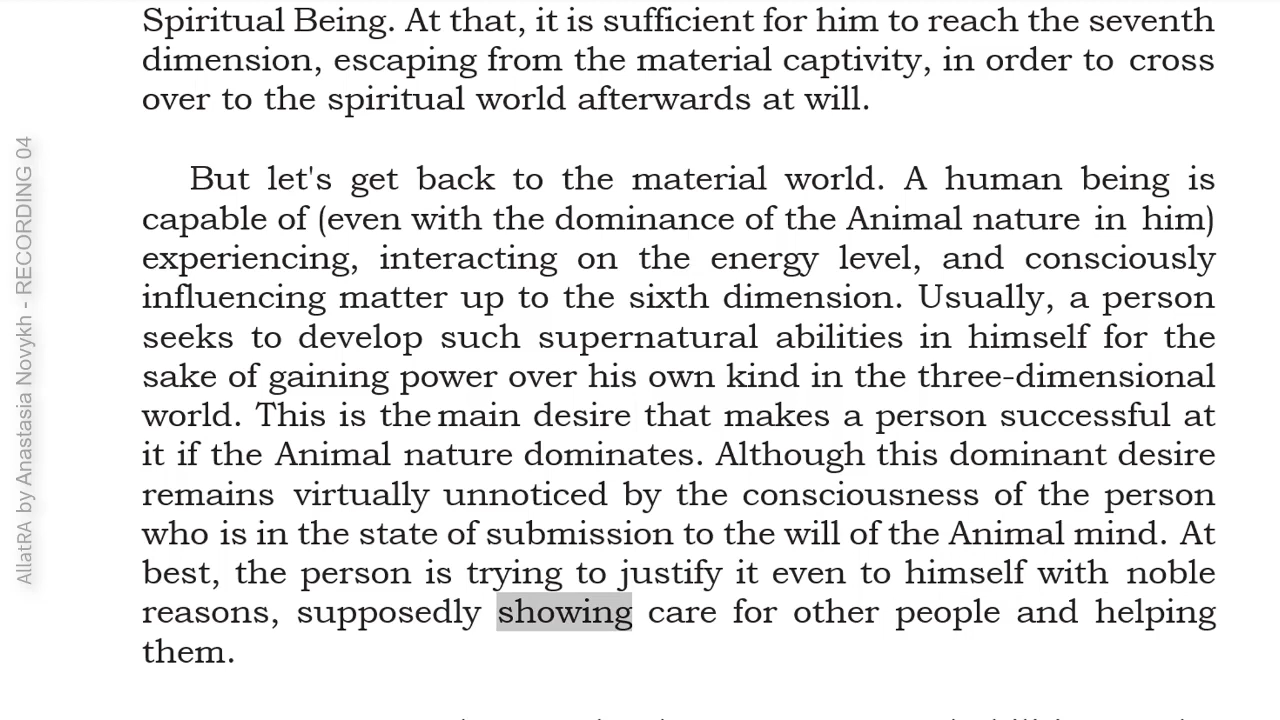 Spiritual Being. At that, it is sufficient for him to reach the seventh
dimension, escaping from the material captivity, in order to cross
over to the spiritual world afterwards at will.
But let's get back to the material world. A human being is
capable of (even with the dominance of the Animal nature in him)
experiencing, interacting on the energy level, and consciously
influencing matter up to the sixth dimension. Usually, a person
seeks to develop such supernatural abilities in himself for the
sake of gaining power over his own kind in the three-dimensional
world. This is the main desire that makes a person successful at
it if the Animal nature dominates. Although this dominant desire
remains virtually unnoticed by the consciousness of the person
who is in the state of submission to the will of the Animal mind. At
best, the person is trying to justify it even to himself with noble
reasons, supposedly showing care for other people and helping
them.
AllatRA by Anastasia Novykh - RECORDING 04